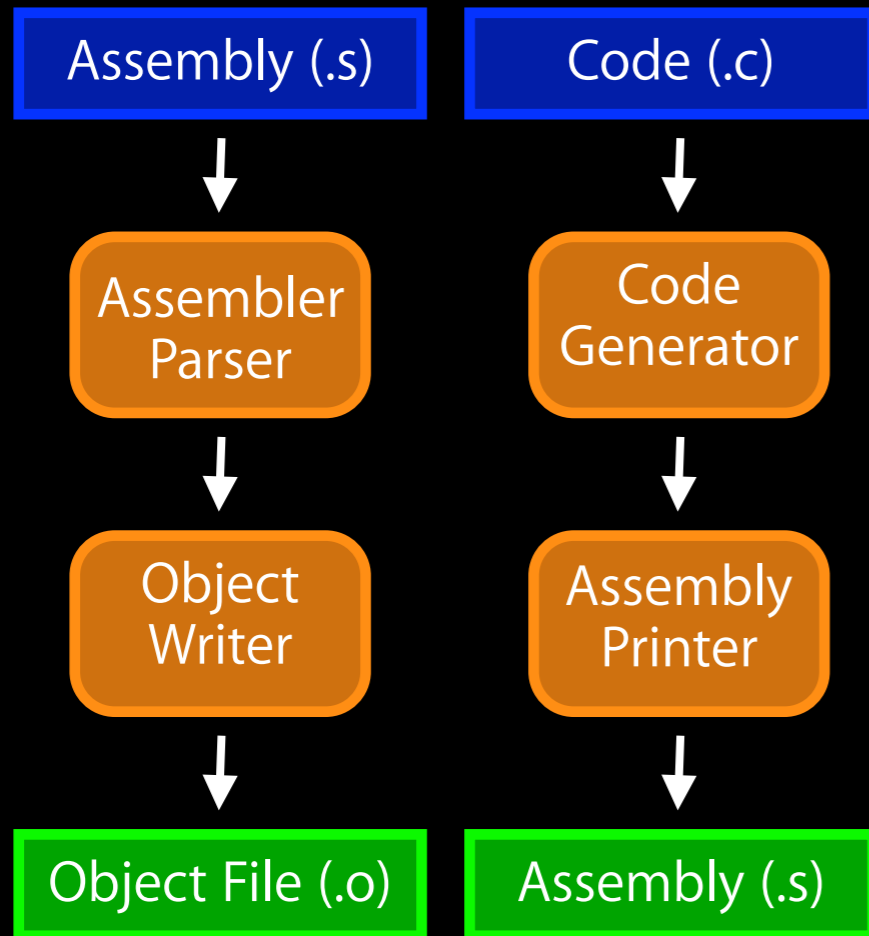 Assembly (.s)
Code (.c)
Assembler
Parser
Code
Generator
Object
Writer
Assembly
Printer
Object File (.o)
Assembly (.s)